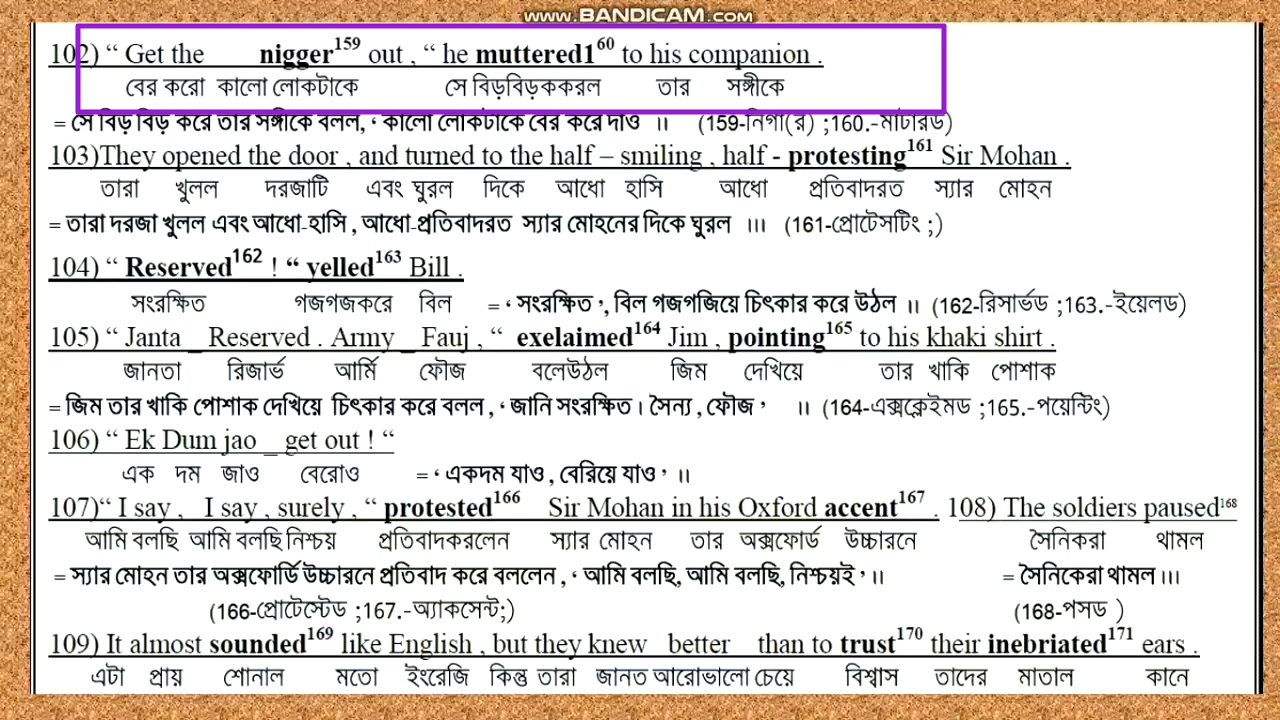 WWW.BANDICAM.COM
102) “ Get the nigger159 out , “ he muttered160 to his companion .
বের করো কালো লোকটাকে সে বিড়বিড়ককরল তার সঙ্গীকে
= সে বিড় বিড় করে তার সঙ্গীকে বলল, ‘ কালো লোকটাকে বের করে দাও ৷৷ (159-নিগা(র) ;160.-মাটারড)
103)They opened the door , and turned to the half – smiling , half - protesting161 Sir Mohan .
তারা খুলল দরজাটি এবং ঘুরল দিকে আধো হাসি আধো প্রতিবাদরত স্যার মোহন
= তারা দরজা খুলল এবং আধো-হাসি , আধো-প্রতিবাদরত স্যার মোহনের দিকে ঘুরল ৷৷৷ (161-প্রোটেসটিং ;)
104) “ Reserved162 ! “ yelled163 Bill .
সংরক্ষিত গজগজকরে বিল = ‘ সংরক্ষিত ’, বিল গজগজিয়ে চিৎকার করে উঠল ৷৷ (162-রিসার্ভড ;163.-ইয়েলড)
105) “ Janta _ Reserved . Army _ Fauj , “ exelaimed164 Jim , pointing165 to his khaki shirt .
জানতা রিজার্ভ আর্মি ফৌজ বলেউঠল জিম দেখিয়ে তার খাকি পোশাক
= জিম তার খাকি পোশাক দেখিয়ে চিৎকার করে বলল , ‘ জানি সংরক্ষিত। সৈন্য , ফৌজ ’ ৷৷ (164-এক্সক্লেইমড ;165.-পয়েন্টিং)
106) “ Ek Dum jao _ get out ! “
এক দম জাও বেরোও = ‘ একদম যাও , বেরিয়ে যাও ’ ৷৷
107)“ I say , I say , surely , “ protested166 Sir Mohan in his Oxford accent167 . 108) The soldiers paused168
আমি বলছি আমি বলছি নিশ্চয় প্রতিবাদকরলেন স্যার মোহন তার অক্সফোর্ড উচ্চারনে সৈনিকরা থামল
= স্যার মোহন তার অক্সফোর্ডি উচ্চারনে প্রতিবাদ করে বললেন , ‘ আমি বলছি, আমি বলছি, নিশ্চয়ই ’ ৷৷ = সৈনিকেরা থামল ৷৷৷
(166-প্রোটেস্টেড ;167.-অ্যাকসেন্ট;) (168-পসড )
109) It almost sounded169 like English , but they knew better than to trust170 their inebriated171 ears .
এটা প্রায় শোনাল মতো ইংরেজি কিন্তু তারা জানত আরোভালো চেয়ে বিশ্বাস তাদের মাতাল কানে